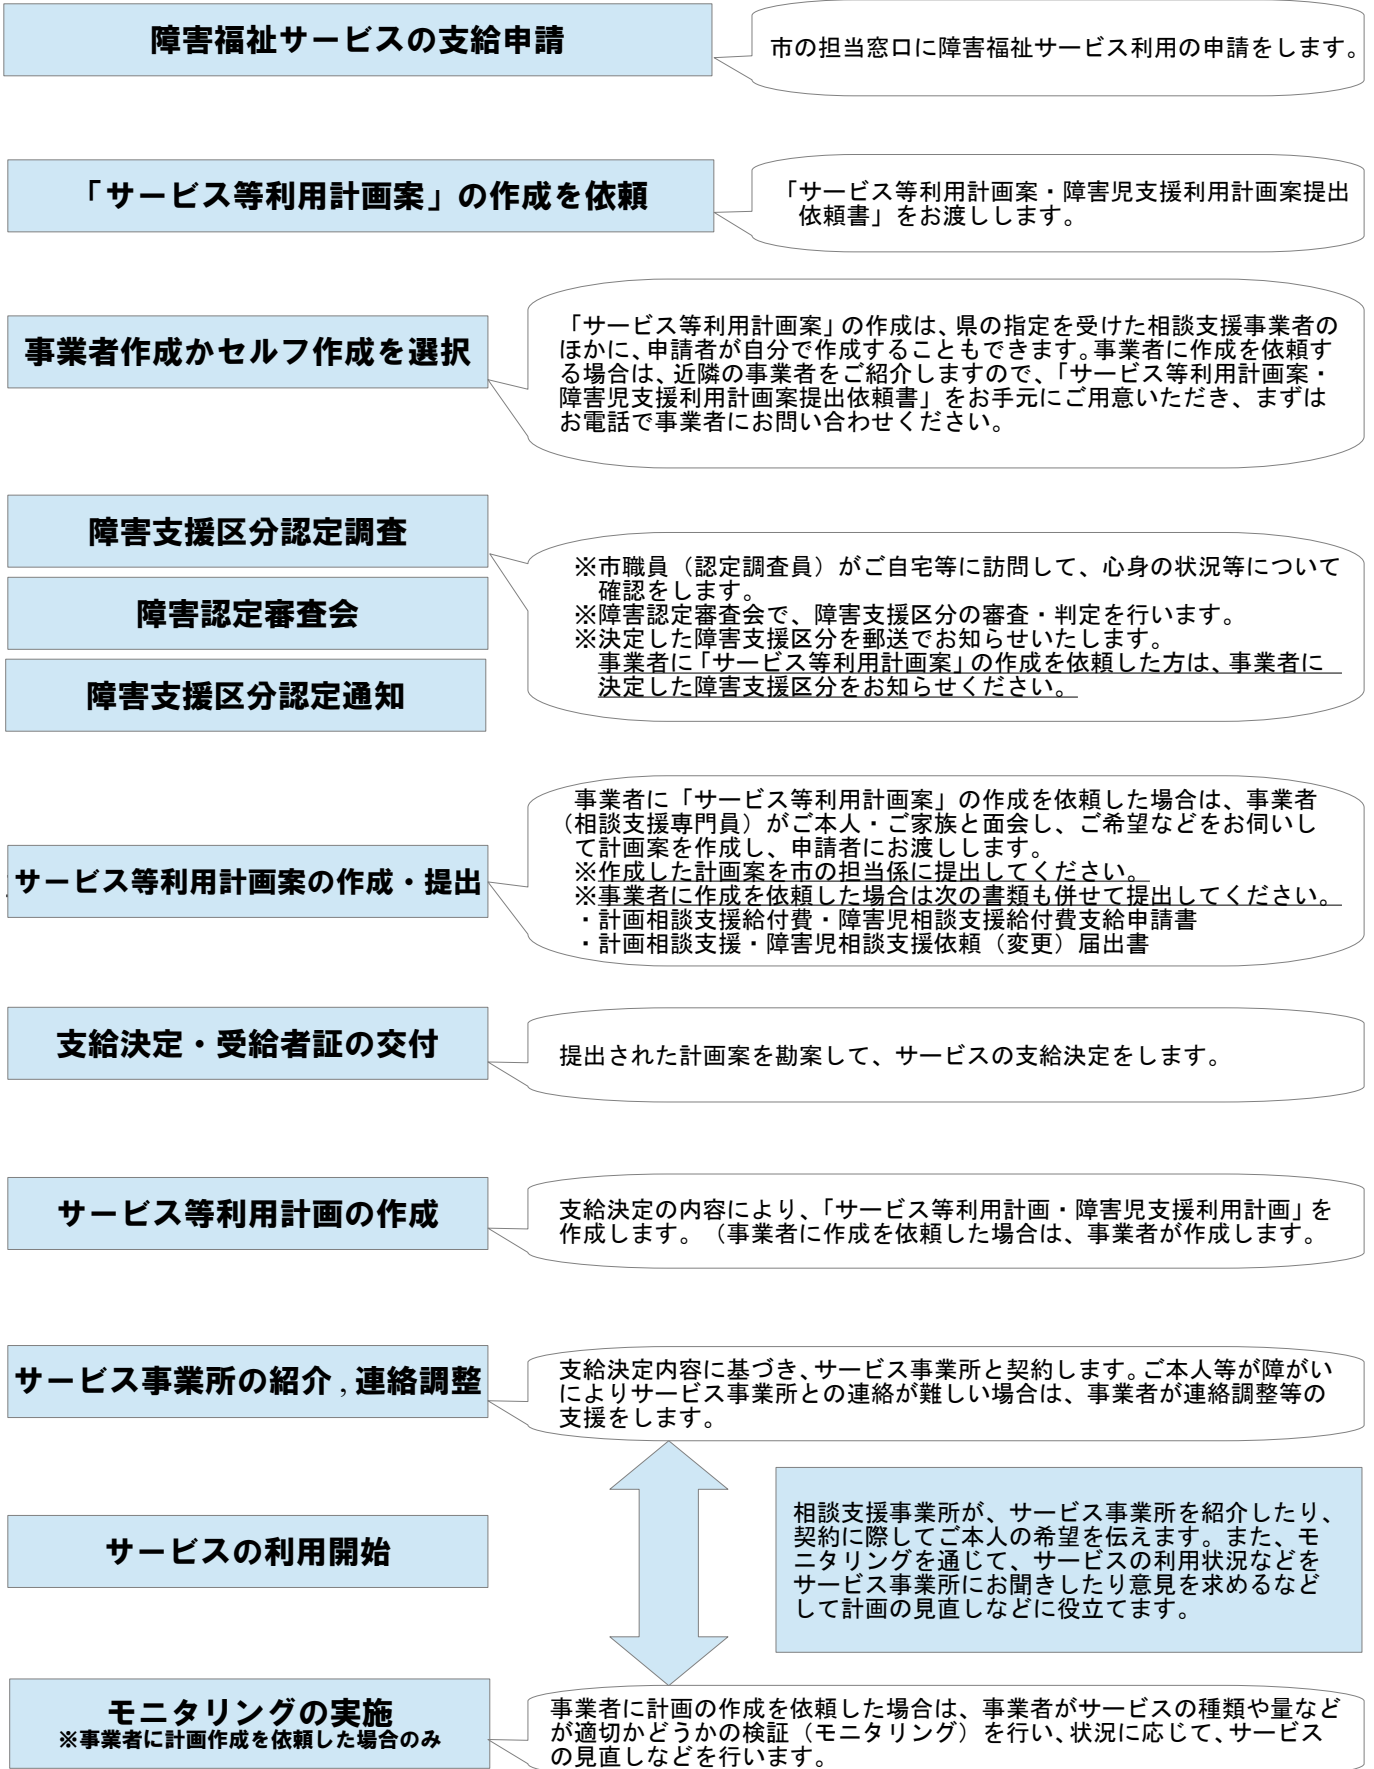 障害福祉サービスの支給申請
市の担当窓口に障害福祉サービス利用の申請をします。
「サービス等利用計画案」の作成を依頼
「サービス等利用計画案・障害児支援利用計画案提出
依頼書」をお渡しします。
事業者作成かセルフ作成を選択
「サービス等利用計画案」の作成は、県の指定を受けた相談支援事業者の
ほかに、申請者が自分で作成することもできます。事業者に作成を依頼す
る場合は、近隣の事業者をご紹介しますので、「サービス等利用計画案・
障害児支援利用計画案提出依頼書」をお手元にご用意いただき、まずは
お電話で事業者にお問い合わせください。
障害支援区分認定調査
障害認定審査会
障害支援区分認定通知
※市職員（認定調査員）がご自宅等に訪問して、心身の状況等について
確認をします。
※障害認定審査会で、障害支援区分の審査・判定を行います。
※決定した障害支援区分を郵送でお知らせいたします。
事業者に「サービス等利用計画案」の作成を依頼した方は、事業者に
決定した障害支援区分をお知らせください。
サービス等利用計画案の作成・提出
事業者に「サービス等利用計画案」の作成を依頼した場合は、事業者
（相談支援専門員）がご本人・ご家族と面会し、ご希望などをお伺いし
て計画案を作成し、申請者にお渡しします。
※作成した計画案を市の担当係に提出してください。
※事業者に作成を依頼した場合は次の書類も併せて提出してください。
・計画相談支援給付費・障害児相談支援給付費支給申請書
・計画相談支援・障害児相談支援依頼（変更）届出書
支給決定・受給者証の交付
提出された計画案を勘案して、サービスの支給決定をします。
サービス等利用計画の作成
支給決定の内容により、「サービス等利用計画・障害児支援利用計画」を
作成します。（事業者に作成を依頼した場合は、事業者が作成します。
サービス事業所の紹介,連絡調整
支給決定内容に基づき、サービス事業所と契約します。ご本人等が障がい
によりサービス事業所との連絡が難しい場合は、事業者が連絡調整等の
支援をします。
サービスの利用開始
相談支援事業所が、サービス事業所を紹介したり、
契約に際してご本人の希望を伝えます。また、モ
ニタリングを通じて、サービスの利用状況などを
サービス事業所にお聞きしたり意見を求めるなど
して計画の見直しなどに役立てます。
モニタリングの実施
※事業者に計画作成を依頼した場合のみ
事業者に計画の作成を依頼した場合は、事業者がサービスの種類や量など
が適切かどうかの検証（モニタリング）を行い、状況に応じて、サービス
の見直しなどを行います。